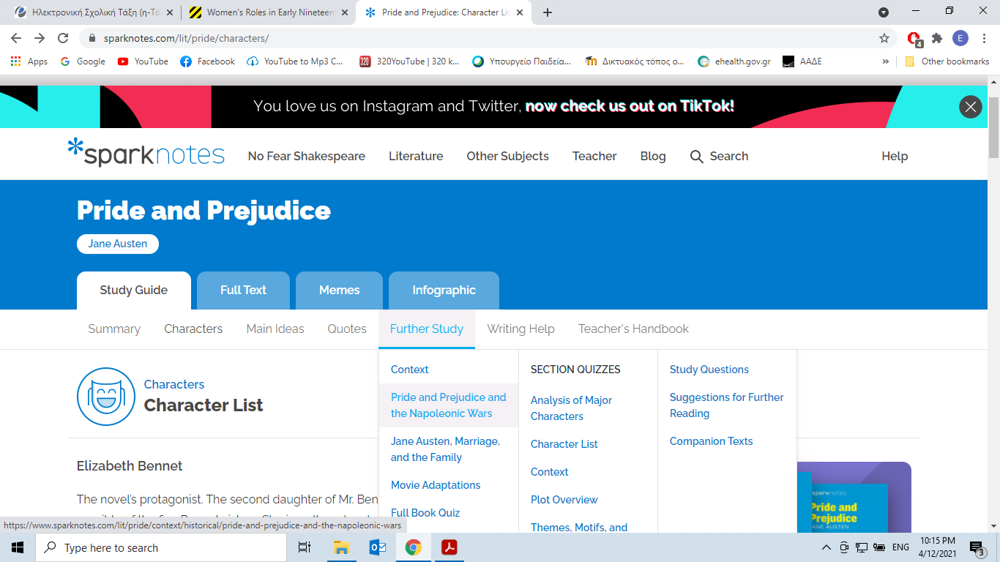 Ηλεκτρονική Σχολική Τάξη (η-Τά
Women's Roles in Early Nineteen
Pride and Prejudice: Character Lis
sparknotes.com/lit/pride/characters/
E
4
Apps Google YouTube Facebook YouTube to Mp3 C... 320YouTube | 320 k... Υπουργείο Παιδεία... Δικτυακός τόπος ο... ehealth.gov.gr ΑΑΔΕ » Other bookmarks
You love us on Instagram and Twitter, now check us out on TikTok!
sparknotes No Fear Shakespeare Literature Other Subjects Teacher Blog Search Help
Pride and Prejudice
Jane Austen
Study Guide Full Text Memes Infographic
Summary Characters Main Ideas Quotes Further Study Writing Help Teacher's Handbook
Characters
Character List
Elizabeth Bennet
The novel's protagonist. The second daughter of Mr. Ben
Context
Pride and Prejudice and
the Napoleonic Wars
Jane Austen, Marriage,
and the Family
Movie Adaptations
Full Book Quiz
SECTION QUIZZES
Analysis of Major
Characters
Character List
Context
Plot Overview
Themes, Motifs, and
Study Questions
Suggestions for Further
Reading
Companion Texts
sparknotes
Pride and
Prejudice
JANE AUSTEN
https://www.sparknotes.com/lit/pride/context/historical/pride-and-prejudice-and-the-napoleonic-wars
Type here to search
ENG
10:15 PM
4/12/2021
3